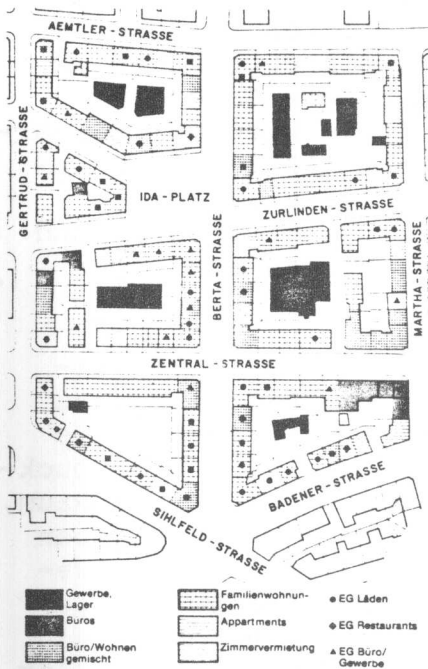 AEMTLER - STRASSE
GERTRUD - STRASSE
IDA - PLATZ
ZURLINDEN - STRASSE
BERTA - STRASSE
MARTHA - STRASSE
ZENTRAL - STRASSE
BADENER - STRASSE
SIHLFELD - STRASSE
Gewerbe,
Lager
Büros
Büro/Wohnen
gemischt
Familienwohnun-
gen
Appartments
Zimmervermietung
EG Läden
EG Restaurants
EG Büro/
Gewerbe